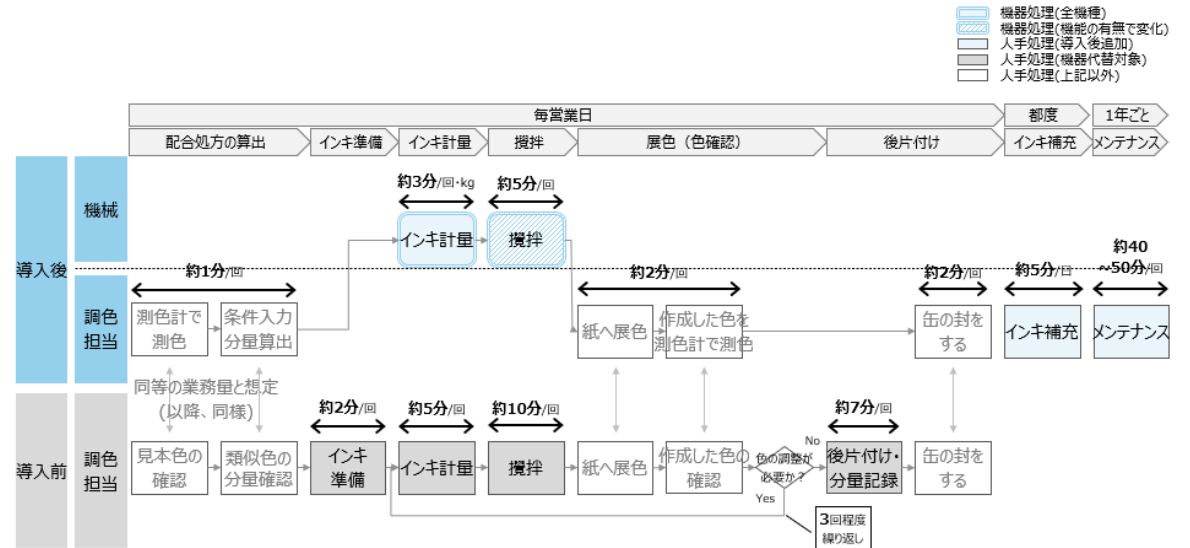 機器処理(全機種)
機器処理(機能の有無で変化)
人手処理(導入後追加)
人手処理(機器代替対象)
人手処理(上記以外)
毎営業日
都度
1年ごと
配合処方の算出
インキ準備
インキ計量
攪拌
展色（色確認）
後片付け
インキ補充
メンテナンス
導入後
機械
約3分/回・kg
約5分/回
インキ計量
攪拌
調色
担当
約1分/回
測色計で
測色
条件入力
分量算出
約2分/回
紙へ展色
作成した色を
測色計で測色
約2分/回
缶の封を
する
約5分/日
インキ補充
約40
~50分/回
メンテナンス
同等の業務量と想定
(以降、同様)
導入前
調色
担当
見本色の
確認
類似色の
分量確認
約2分/回
インキ
準備
約5分/回
インキ計量
約10分/回
攪拌
紙へ展色
作成した色の
確認
色の調整が
必要か？
No
Yes
3回程度
繰り返し
約7分/回
後片付け・
分量記録
缶の封を
する